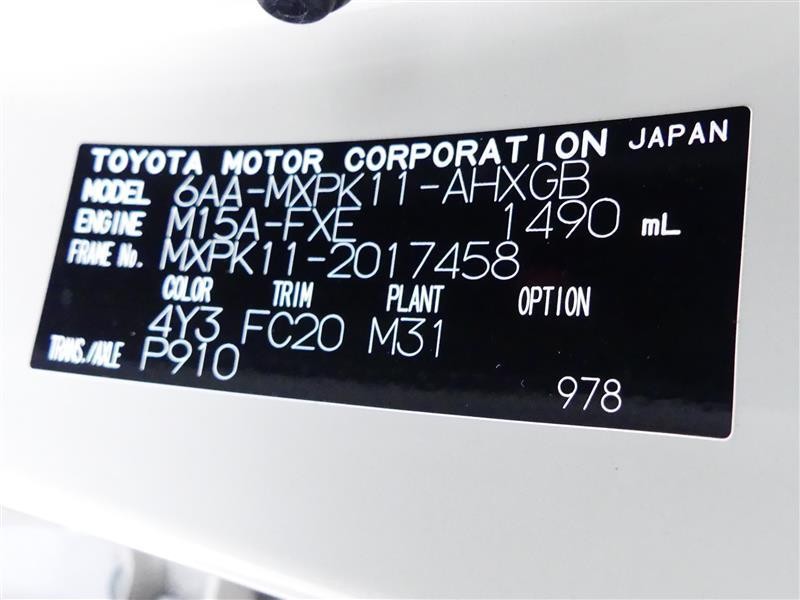 TOYOTA MOTOR CORPORATION JAPAN
MODEL 6AA-MXPK11-AHXGB
ENGINE M15A-FXE 1490 mL
FRAME No. MXPK11-2017458
COLOR TRIM PLANT OPTION
4Y3 FC20 M31
TRANS./AXLE P910
978